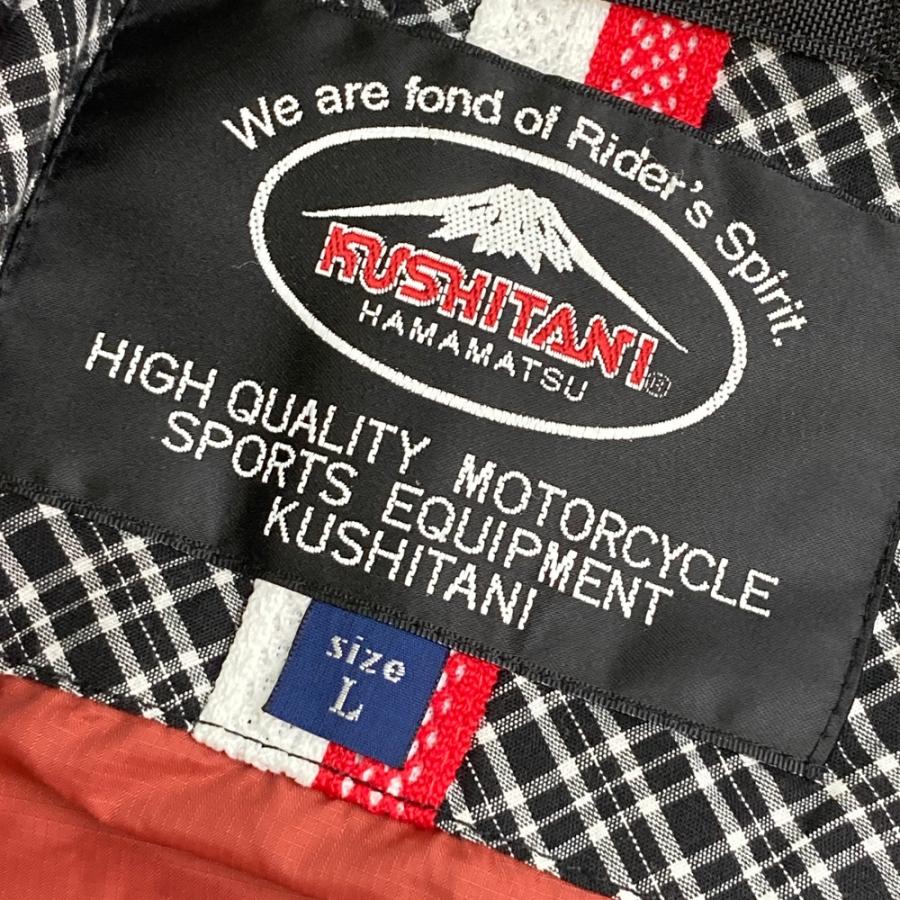 We are fond of Rider's Spirit.
KUSHITANI®
HAMAMATSU
HIGH QUALITY MOTORCYCLE
SPORTS EQUIPMENT
KUSHITANI
size
L